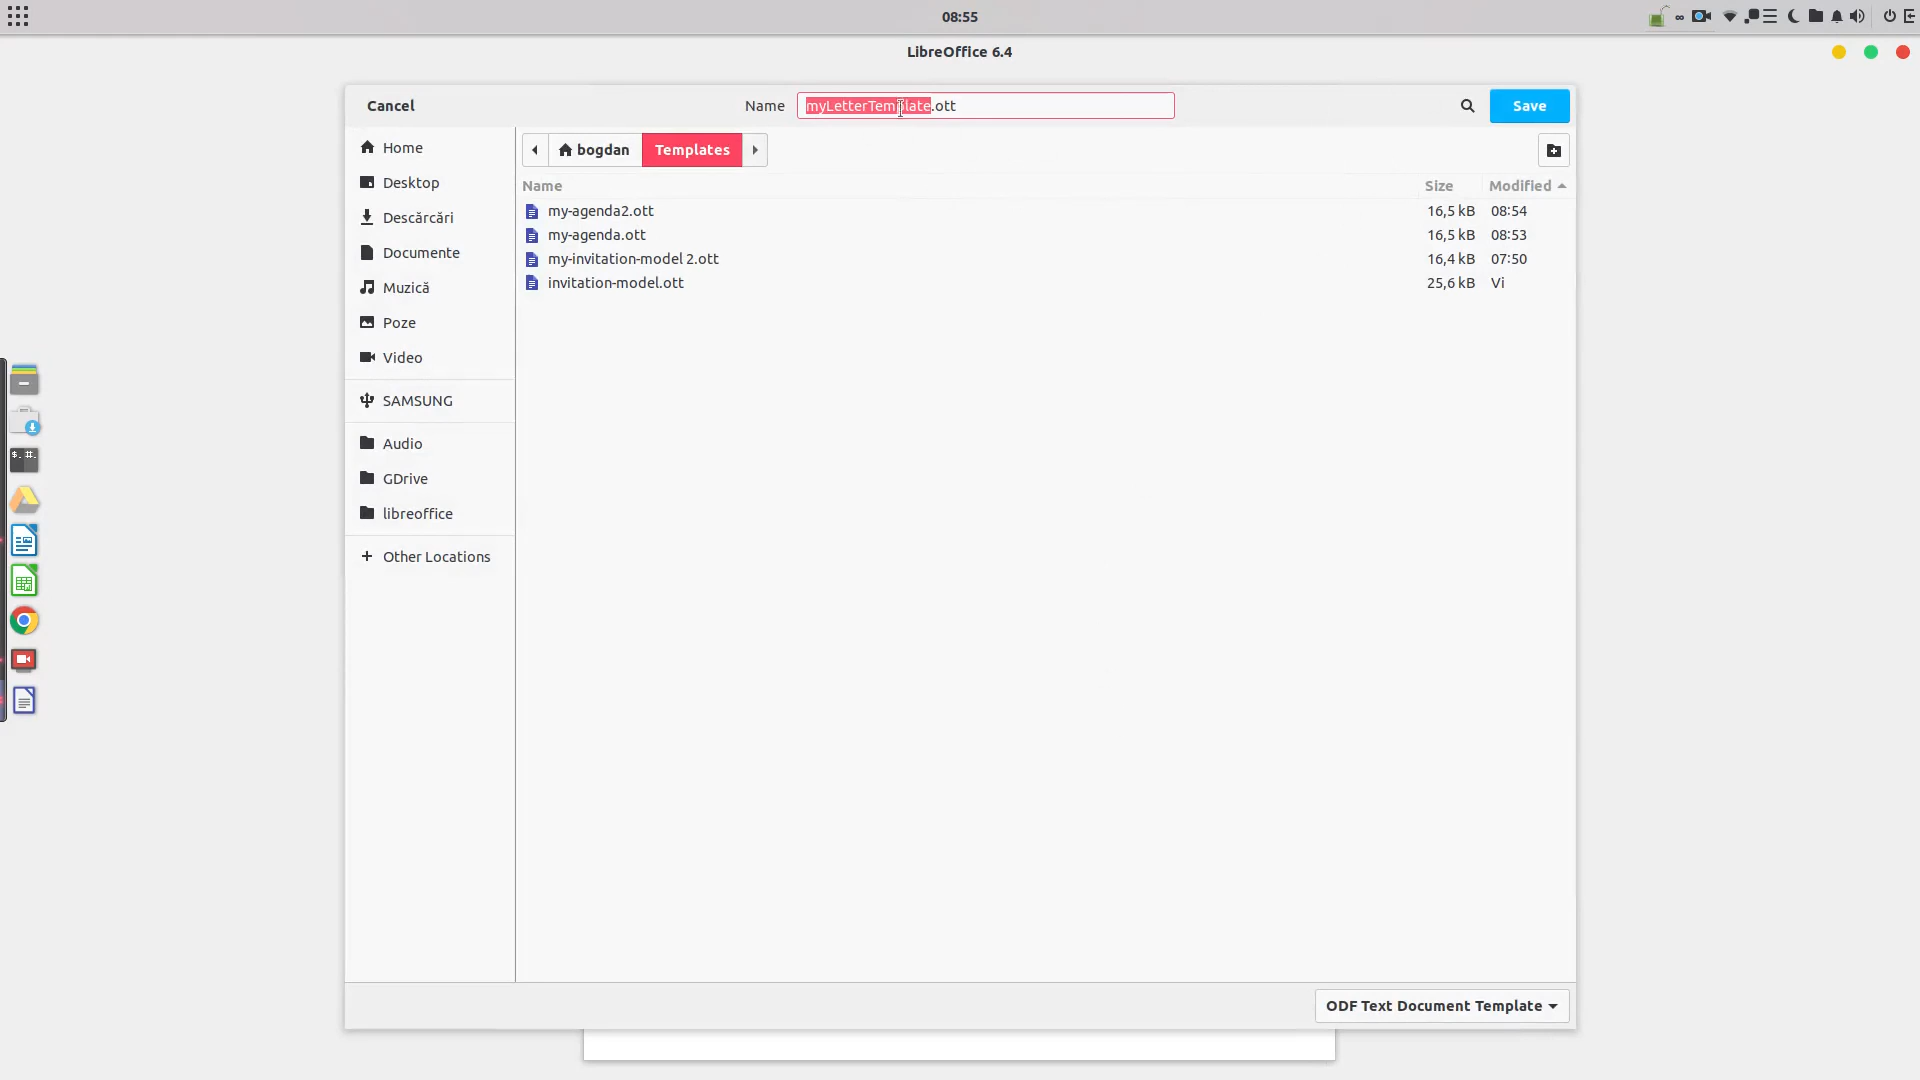 08:55
LibreOffice 6.4
Cancel
Name
myLetterTemplate.ott
Save
bogdan
Templates
Home
Desktop
Descărcări
Documente
Muzică
Poze
Video
SAMSUNG
Audio
GDrive
libreoffice
Other Locations
Name Size Modified
my-agenda2.ott 16,5 kB 08:54
my-agenda.ott 16,5 kB 08:53
my-invitation-model 2.ott 16,4 kB 07:50
invitation-model.ott 25,6 kB Vi
ODF Text Document Template